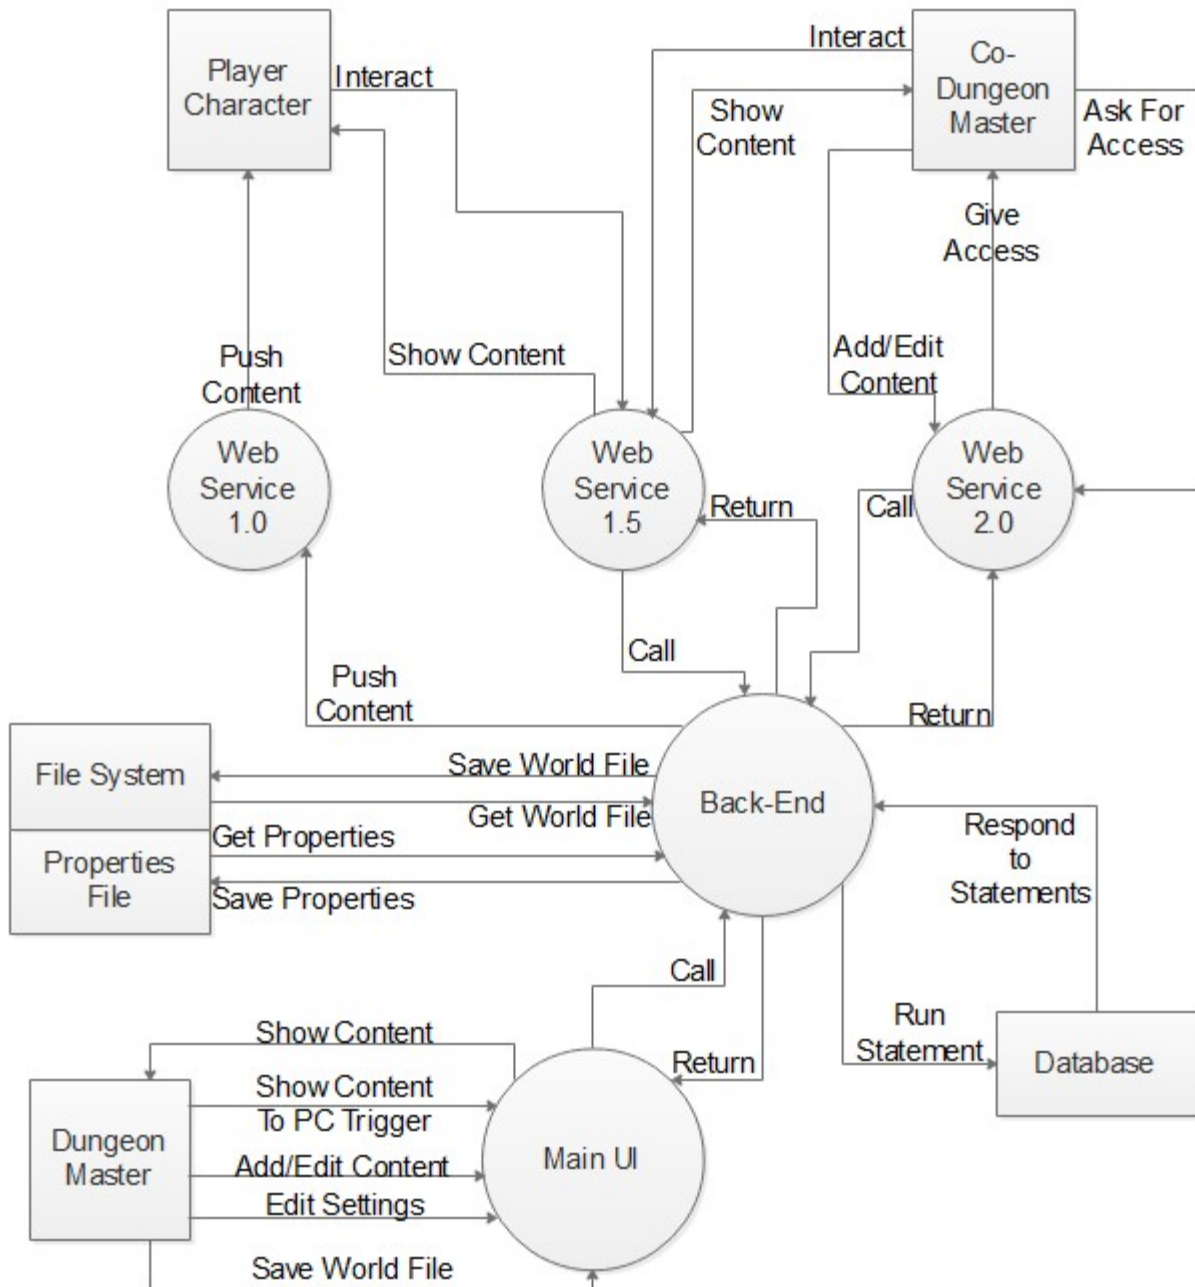 Player
Character
Interact
Interact
Co-
Dungeon
Master
Show
Content
Ask For
Access
Give
Access
Push
Content
Show Content
Add/Edit
Content
Web
Service
1.0
Web
Service
1.5
Web
Service
2.0
Return
Call
Call
Push
Content
Return
File System
Save World File
Get World File
Back-End
Properties
File
Get Properties
Save Properties
Respond
to
Statements
Call
Run
Statement
Database
Return
Show Content
Show Content
To PC Trigger
Dungeon
Master
Add/Edit Content
Edit Settings
Main UI
Save World File